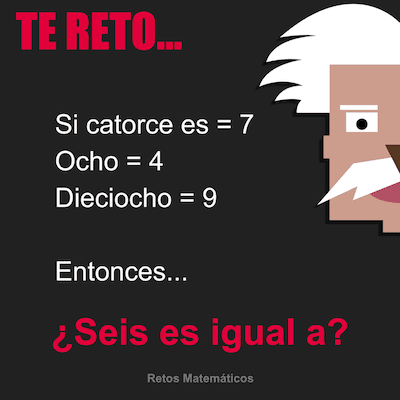 TE RETO...
Si catorce es = 7
Ocho = 4
Dieciocho = 9
Entonces...
¿Seis es igual a?
Retos Matemáticos